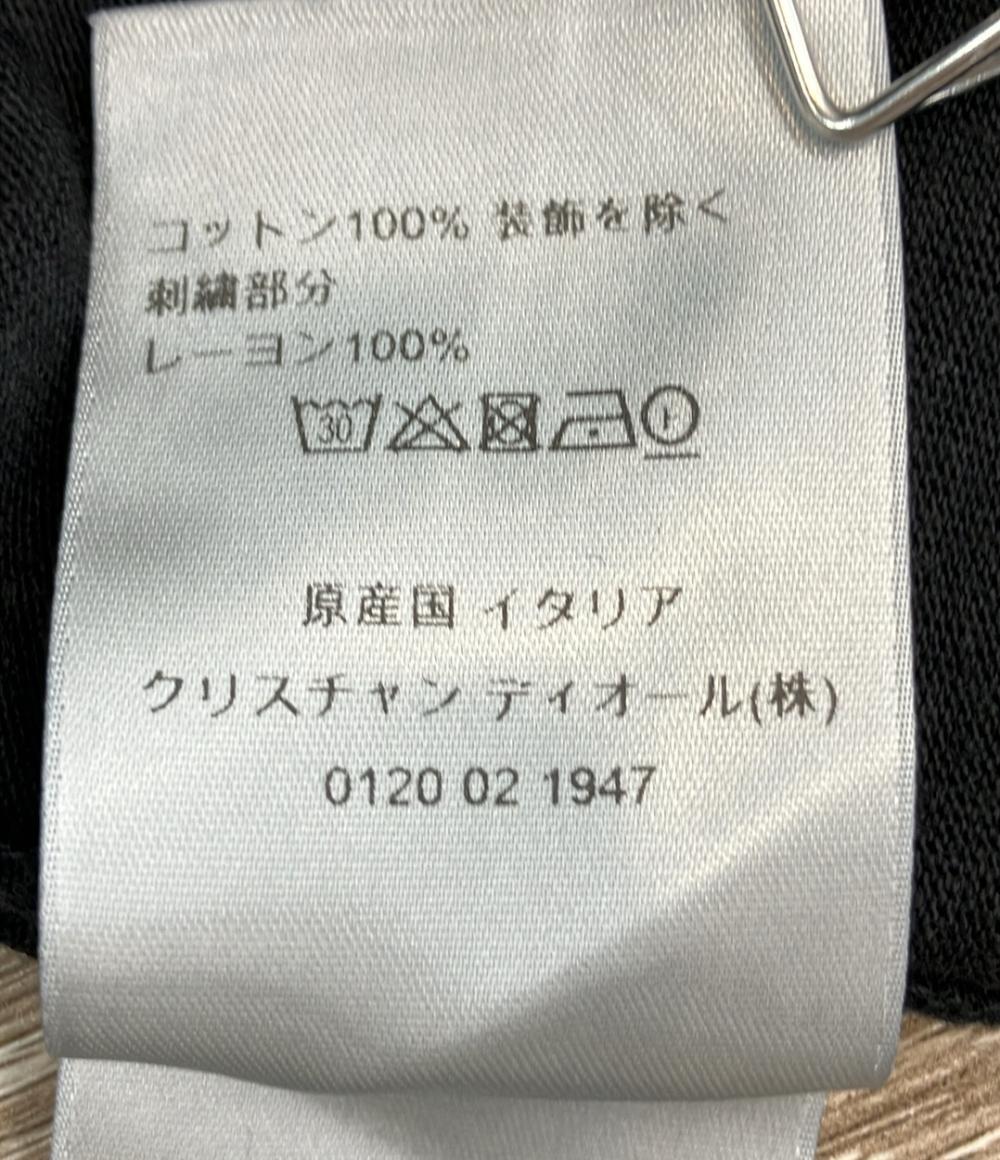 コットン100% 装飾を除く
刺繍部分
レーヨン100%
30
原産国 イタリア
クリスチャン ディオール(株)
0120 02 1947